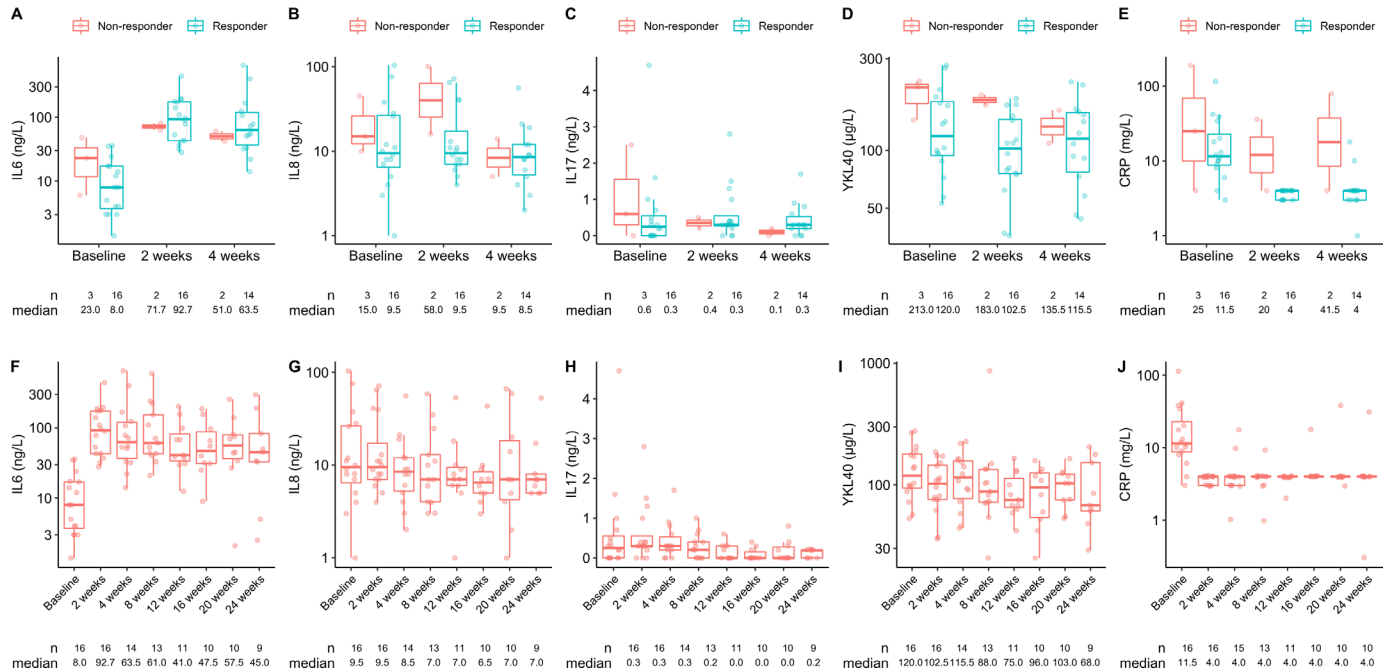 A B C D E
Non-responder Responder Non-responder Responder Non-responder Responder Non-responder Responder Non-responder Responder
IL6 (ng/L)
300
100
30
10
3
Baseline 2 weeks 4 weeks
n 3 16 2 16 2 14
median 23.0 8.0 71.7 92.7 51.0 63.5
IL8 (ng/L)
100
10
1
Baseline 2 weeks 4 weeks
n 3 16 2 16 2 14
median 15.0 9.5 58.0 9.5 9.5 8.5
IL17 (ng/L)
5
4
3
2
1
0
Baseline 2 weeks 4 weeks
n 3 16 2 16 2 14
median 0.6 0.3 0.4 0.3 0.1 0.3
YKL40 (µg/L)
300
100
50
Baseline 2 weeks 4 weeks
n 3 16 2 16 2 14
median 213.0 120.0 183.0 102.5 135.5 115.5
CRP (mg/L)
100
10
1
Baseline 2 weeks 4 weeks
n 3 16 2 16 2 14
median 25 11.5 20 4 41.5 4
F G H I J
IL6 (ng/L)
300
100
30
10
3
Baseline 2 weeks 4 weeks 8 weeks 12 weeks 16 weeks 20 weeks 24 weeks
n 16 16 14 13 11 10 10 9
median 8.0 92.7 63.5 61.0 41.0 47.5 57.5 45.0
IL8 (ng/L)
100
10
1
Baseline 2 weeks 4 weeks 8 weeks 12 weeks 16 weeks 20 weeks 24 weeks
n 16 16 14 13 11 10 10 9
median 9.5 9.5 8.5 7.0 7.0 6.5 7.0 7.0
IL17 (ng/L)
5
4
3
2
1
0
Baseline 2 weeks 4 weeks 8 weeks 12 weeks 16 weeks 20 weeks 24 weeks
n 16 16 14 13 11 10 10 9
median 0.3 0.3 0.3 0.2 0.0 0.0 0.0 0.2
YKL40 (µg/L)
1000
300
100
30
Baseline 2 weeks 4 weeks 8 weeks 12 weeks 16 weeks 20 weeks 24 weeks
n 16 16 14 13 11 10 10 9
median 120.0 102.5 115.5 88.0 75.0 96.0 103.0 68.0
CRP (mg/L)
100
10
1
Baseline 2 weeks 4 weeks 8 weeks 12 weeks 16 weeks 20 weeks 24 weeks
n 16 16 15 13 11 10 10 10
median 11.5 4.0 4.0 4.0 4.0 4.0 4.0 4.0